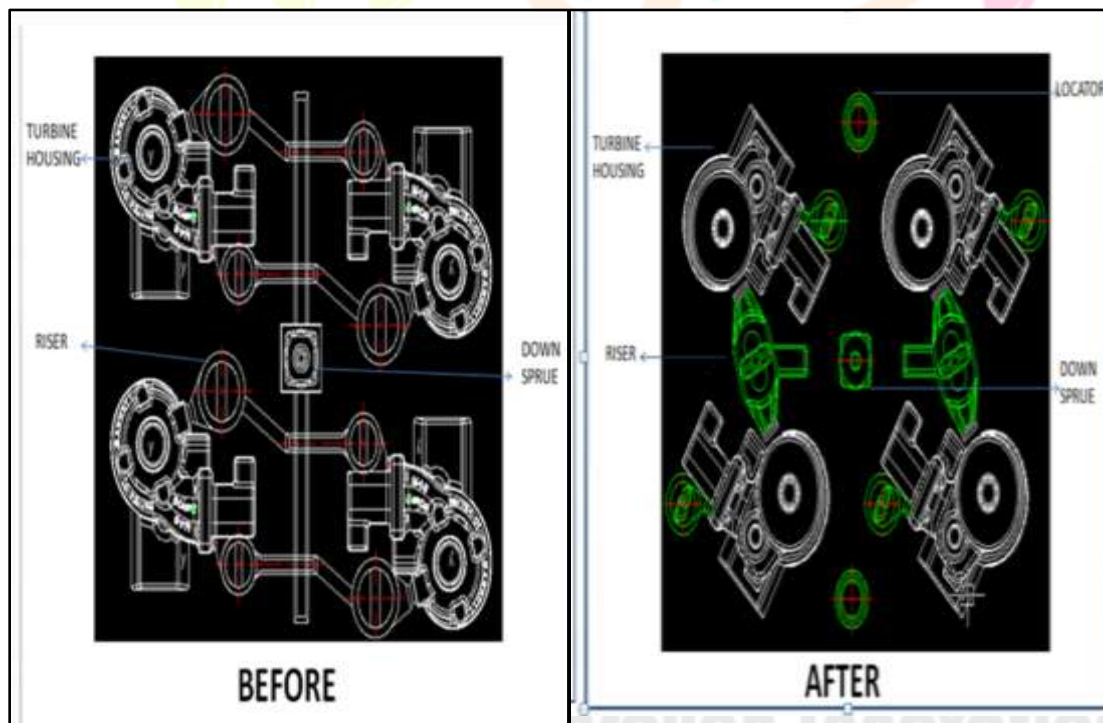 TURBINE
HOUSING
RISER
DOWN
SPRUE
BEFORE
LOCATOR
TURBINE
HOUSING
RISER
DOWN
SPRUE
AFTER